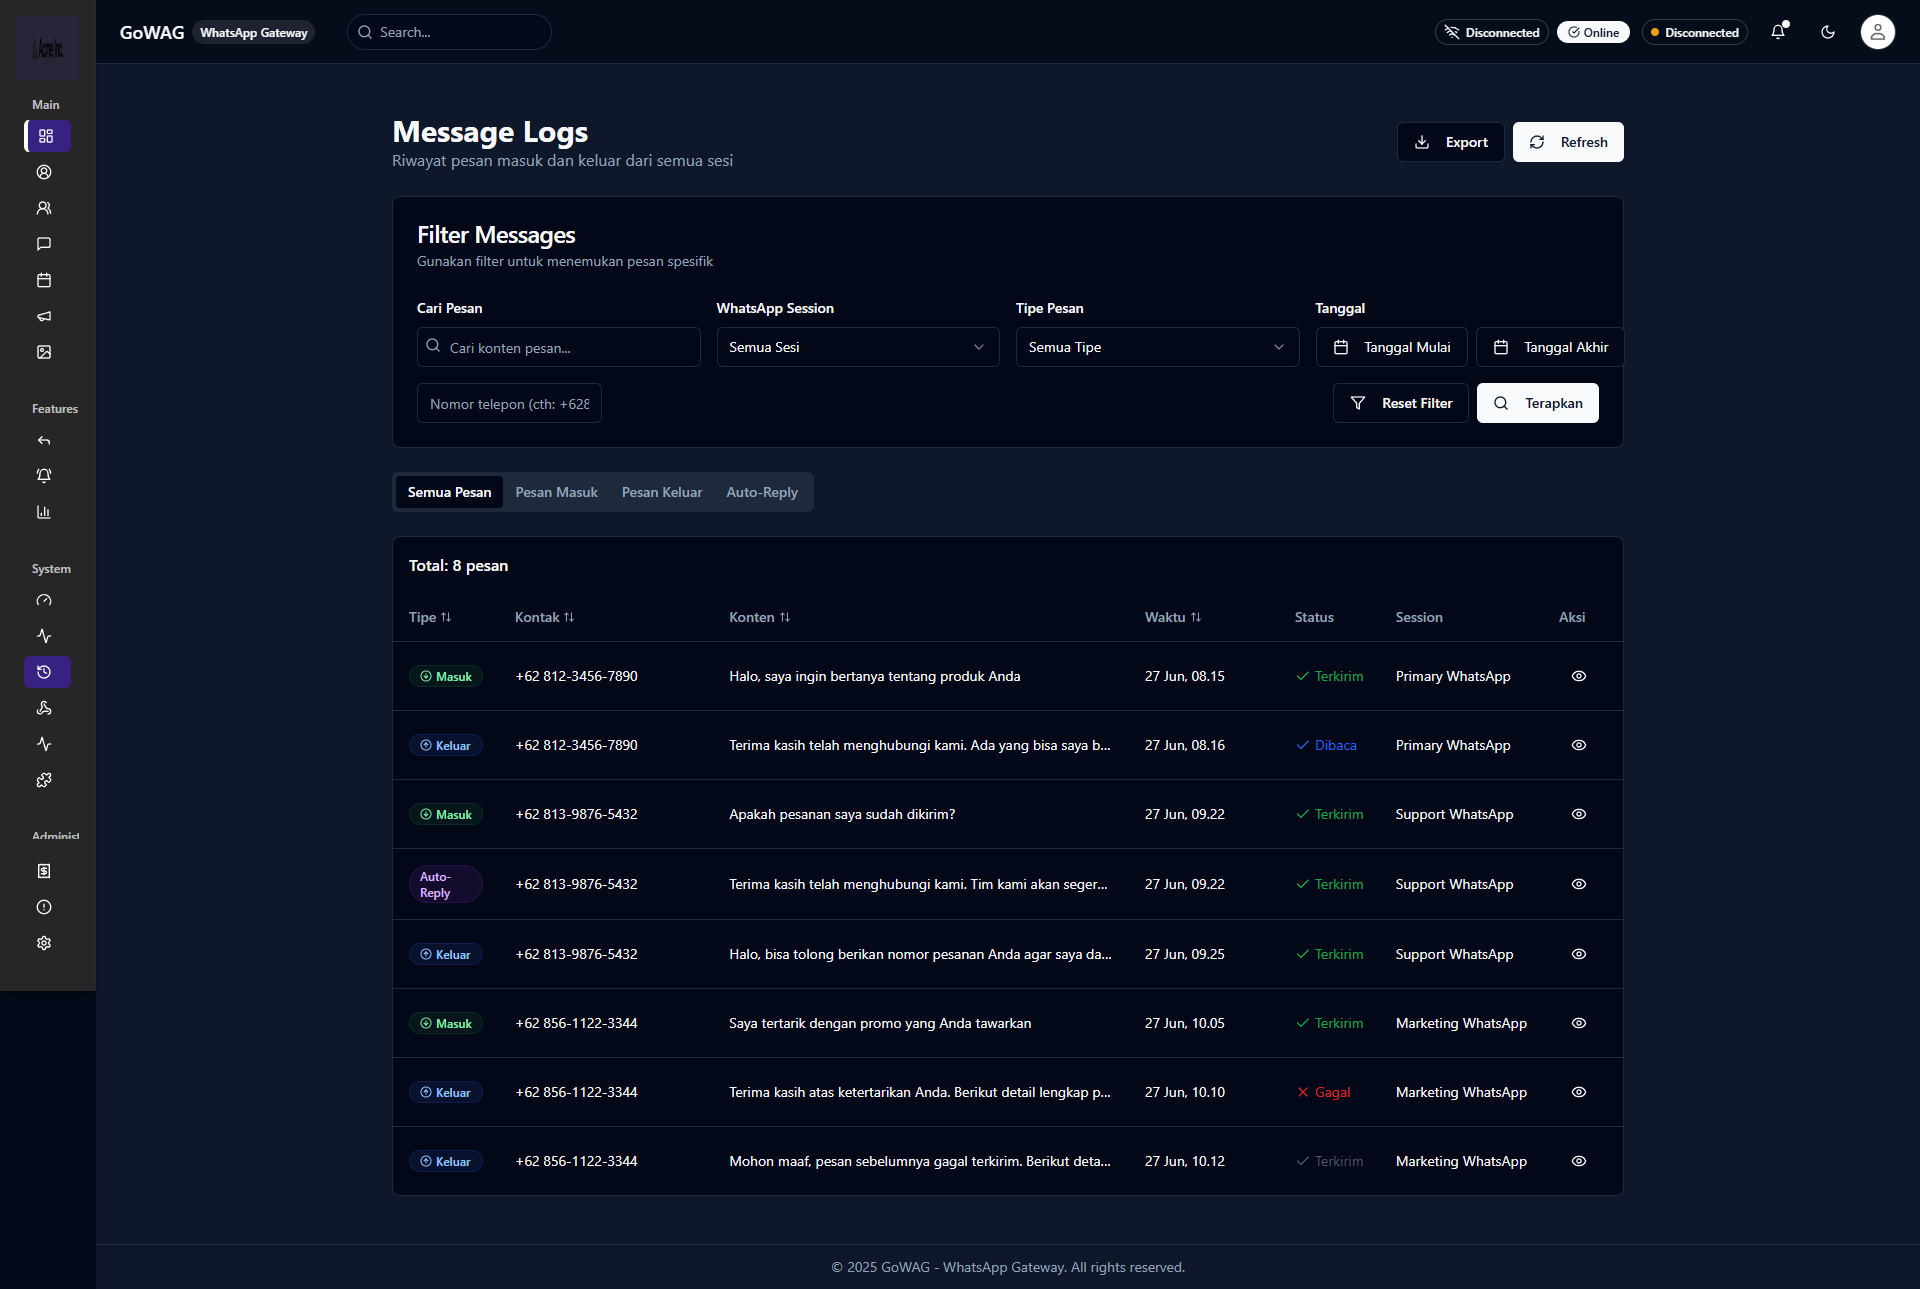 Acme Inc.
GoWAG
WhatsApp Gateway
Search...
Disconnected
Online
Disconnected
Main
Features
System
Administ
Message Logs
Riwayat pesan masuk dan keluar dari semua sesi
Export
Refresh
Filter Messages
Gunakan filter untuk menemukan pesan spesifik
Cari Pesan
WhatsApp Session
Tipe Pesan
Tanggal
Cari konten pesan...
Semua Sesi
Semua Tipe
Tanggal Mulai
Tanggal Akhir
Nomor telepon (cth: +628
Reset Filter
Terapkan
Semua Pesan
Pesan Masuk
Pesan Keluar
Auto-Reply
Total: 8 pesan
Tipe Kontak Konten Waktu Status Session Aksi
Masuk +62 812-3456-7890 Halo, saya ingin bertanya tentang produk Anda 27 Jun, 08.15 Terkirim Primary WhatsApp
Keluar +62 812-3456-7890 Terima kasih telah menghubungi kami. Ada yang bisa saya b... 27 Jun, 08.16 Dibaca Primary WhatsApp
Masuk +62 813-9876-5432 Apakah pesanan saya sudah dikirim? 27 Jun, 09.22 Terkirim Support WhatsApp
Auto-
Reply +62 813-9876-5432 Terima kasih telah menghubungi kami. Tim kami akan seger... 27 Jun, 09.22 Terkirim Support WhatsApp
Keluar +62 813-9876-5432 Halo, bisa tolong berikan nomor pesanan Anda agar saya da... 27 Jun, 09.25 Terkirim Support WhatsApp
Masuk +62 856-1122-3344 Saya tertarik dengan promo yang Anda tawarkan 27 Jun, 10.05 Terkirim Marketing WhatsApp
Keluar +62 856-1122-3344 Terima kasih atas ketertarikan Anda. Berikut detail lengkap p... 27 Jun, 10.10 Gagal Marketing WhatsApp
Keluar +62 856-1122-3344 Mohon maaf, pesan sebelumnya gagal terkirim. Berikut deta... 27 Jun, 10.12 Terkirim Marketing WhatsApp
© 2025 GoWAG - WhatsApp Gateway. All rights reserved.